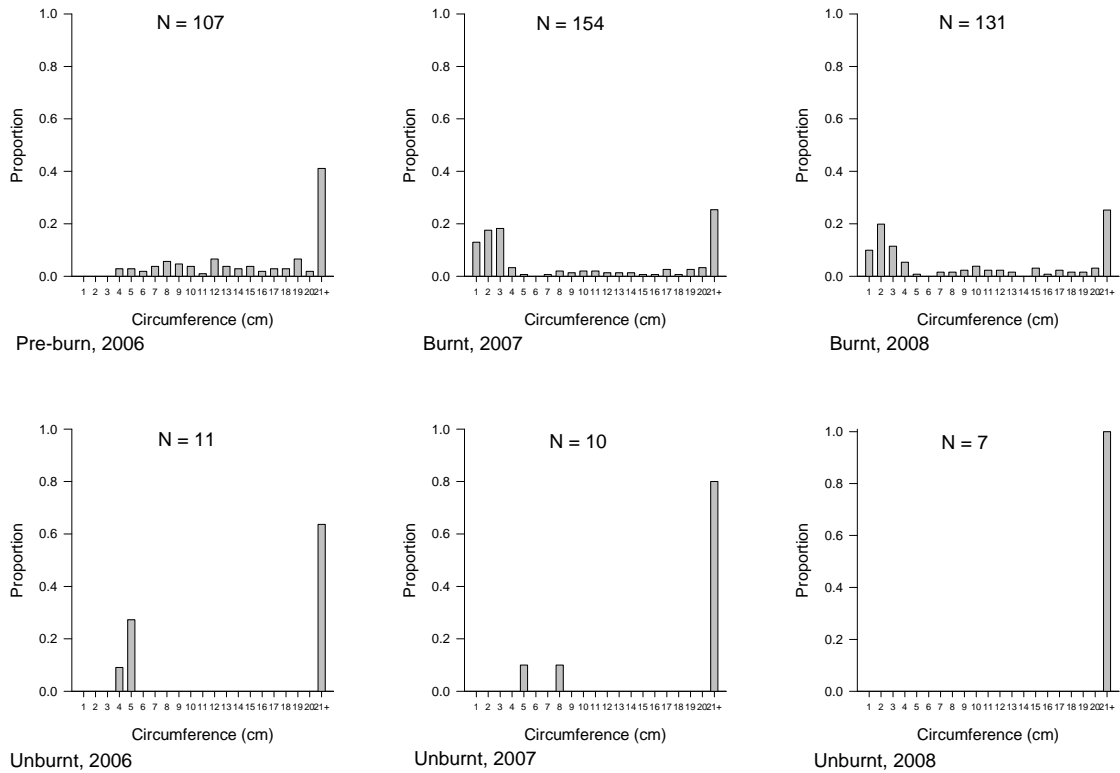 N = 107
1.0
0.8
0.6
0.4
0.2
0.0
Proportion
1 2 3 4 5 6 7 8 9 10 11 12 13 14 15 16 17 18 19 20 21+
Circumference (cm)
Pre-burn, 2006
N = 154
1.0
0.8
0.6
0.4
0.2
0.0
Proportion
1 2 3 4 5 6 7 8 9 10 11 12 13 14 15 16 17 18 19 20 21+
Circumference (cm)
Burnt, 2007
N = 131
1.0
0.8
0.6
0.4
0.2
0.0
Proportion
1 2 3 4 5 6 7 8 9 10 11 12 13 14 15 16 17 18 19 20 21+
Circumference (cm)
Burnt, 2008
N = 11
1.0
0.8
0.6
0.4
0.2
0.0
Proportion
1 2 3 4 5 6 7 8 9 10 11 12 13 14 15 16 17 18 19 20 21+
Circumference (cm)
Unburnt, 2006
N = 10
1.0
0.8
0.6
0.4
0.2
0.0
Proportion
1 2 3 4 5 6 7 8 9 10 11 12 13 14 15 16 17 18 19 20 21+
Circumference (cm)
Unburnt, 2007
N = 7
1.0
0.8
0.6
0.4
0.2
0.0
Proportion
1 2 3 4 5 6 7 8 9 10 11 12 13 14 15 16 17 18 19 20 21+
Circumference (cm)
Unburnt, 2008